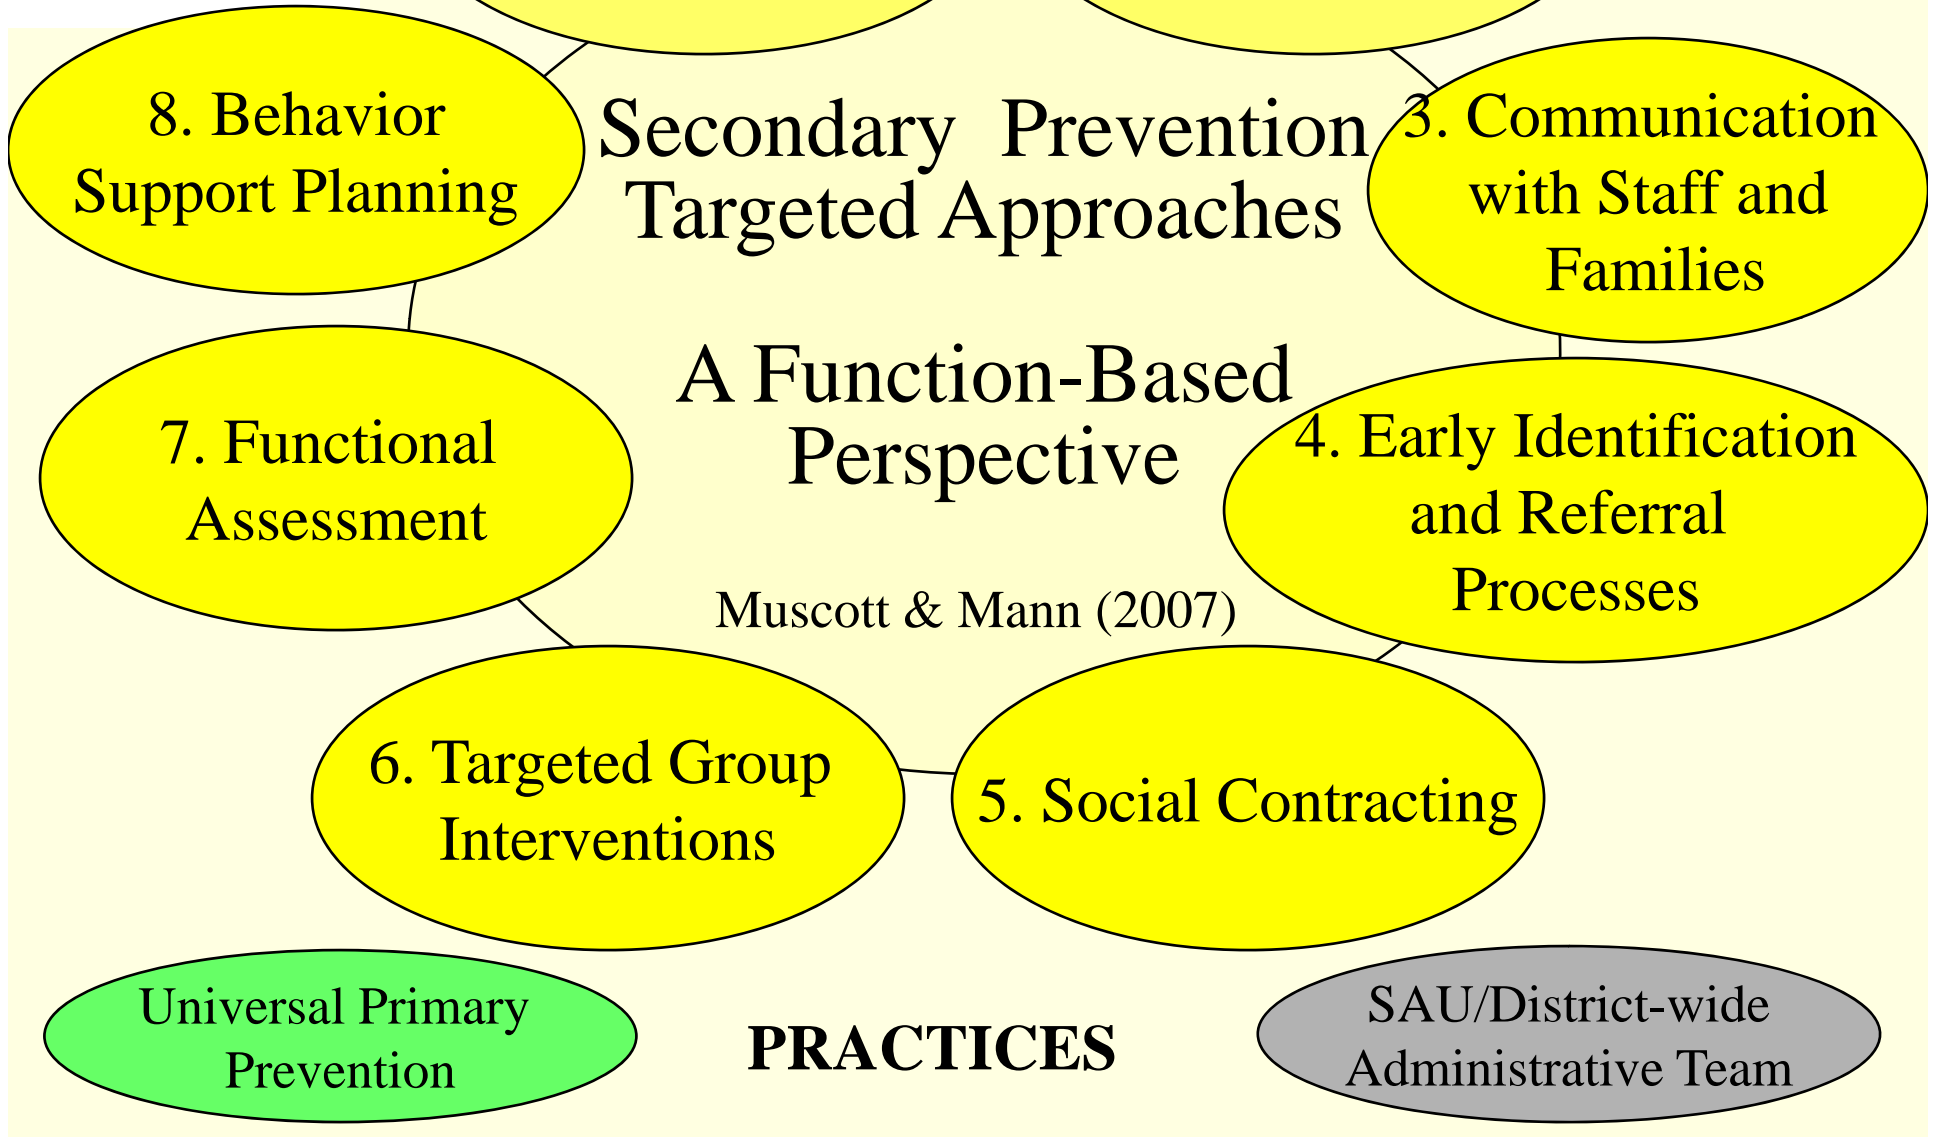 8. Behavior
Support Planning
Secondary  Prevention
Targeted Approaches
A Function-Based
Perspective
Muscott & Mann (2007)
3. Communication
with Staff and
Families
4. Early Identification
and Referral
Processes
5. Social Contracting
6. Targeted Group
Interventions
7. Functional
Assessment
Universal Primary
Prevention
PRACTICES
SAU/District-wide
Administrative Team